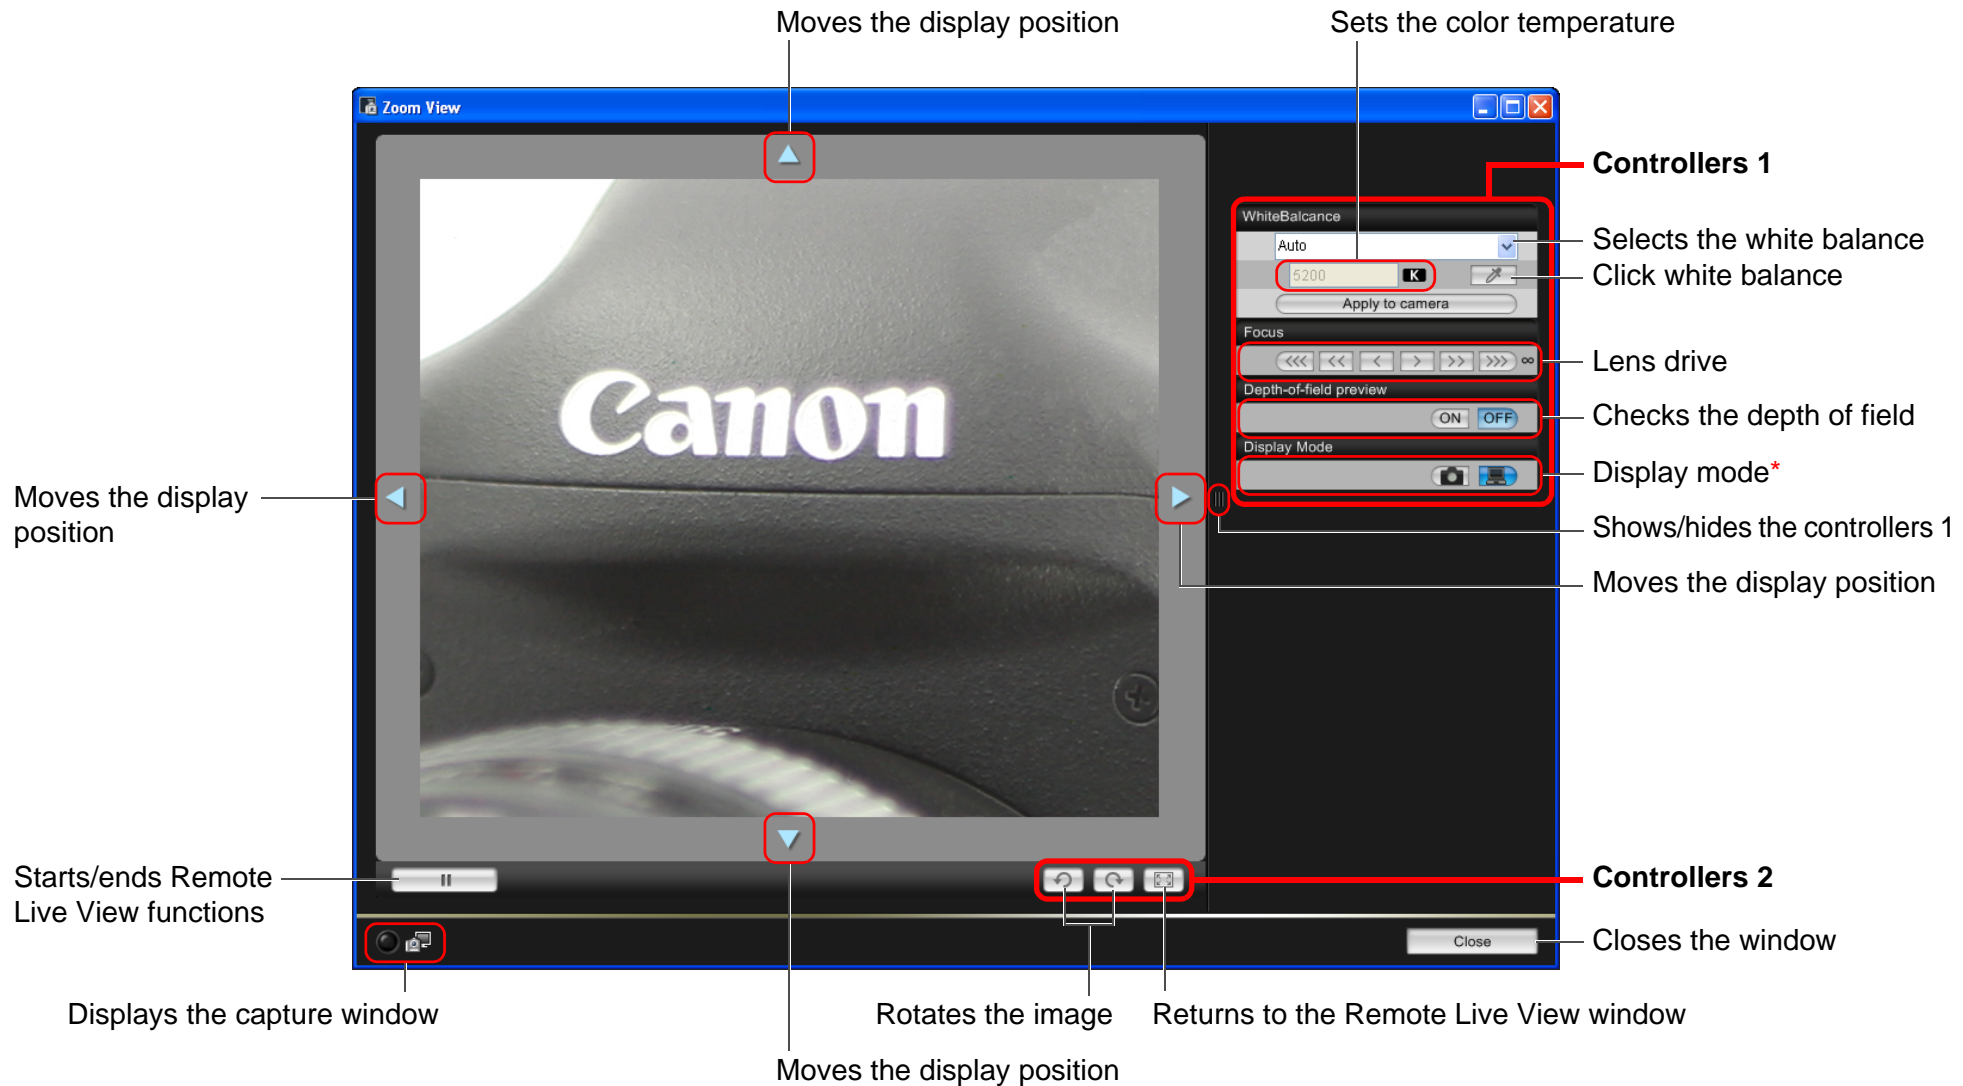 Moves the display position
Sets the color temperature
Zoom View
Controllers 1
WhiteBalcance
Auto
Selects the white balance
5200
K
Click white balance
Apply to camera
Focus
<<< << < > >> >>> ∞
Lens drive
Depth-of-field preview
ON OFF
Checks the depth of field
Display Mode
Display mode*
Canon
Moves the display
position
Shows/hides the controllers 1
Moves the display position
Starts/ends Remote
Live View functions
Controllers 2
Close
Closes the window
Displays the capture window
Rotates the image
Returns to the Remote Live View window
Moves the display position